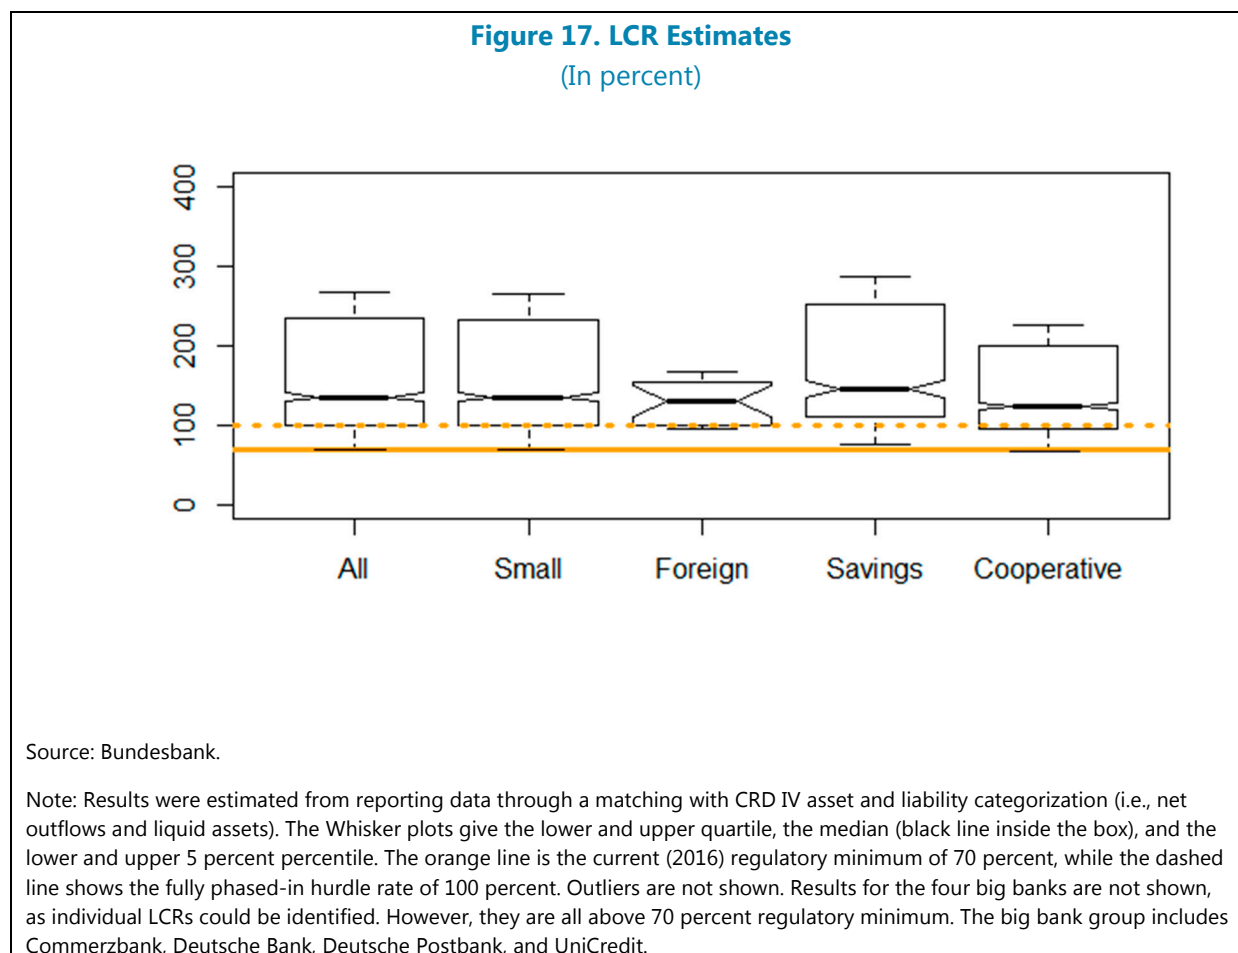 Figure 17. LCR Estimates
(In percent)
400
300
200
100
0
All Small Foreign Savings Cooperative
Source: Bundesbank.
Note: Results were estimated from reporting data through a matching with CRD IV asset and liability categorization (i.e., net
outflows and liquid assets). The Whisker plots give the lower and upper quartile, the median (black line inside the box), and the
lower and upper 5 percent percentile. The orange line is the current (2016) regulatory minimum of 70 percent, while the dashed
line shows the fully phased-in hurdle rate of 100 percent. Outliers are not shown. Results for the four big banks are not shown,
as individual LCRs could be identified. However, they are all above 70 percent regulatory minimum. The big bank group includes
Commerzbank, Deutsche Bank, Deutsche Postbank, and UniCredit.